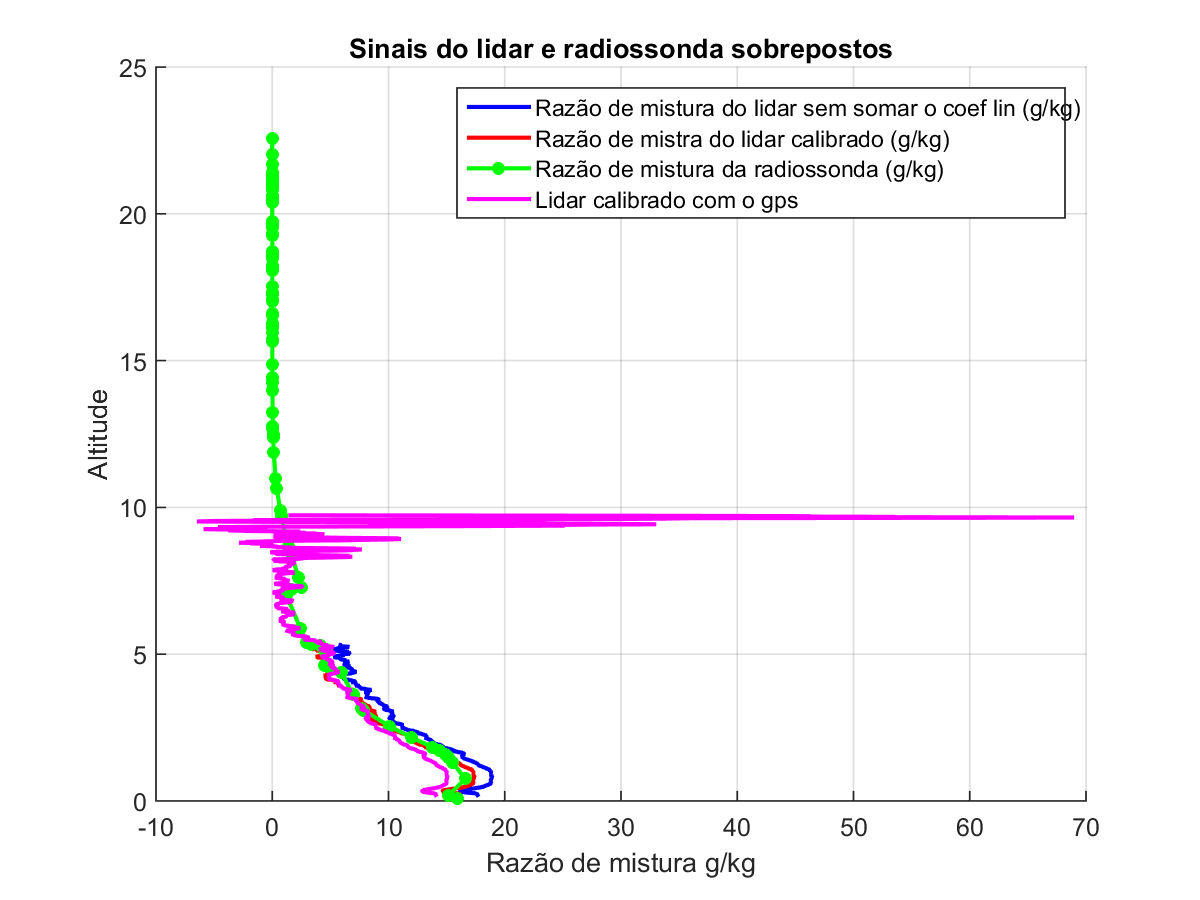 Sinais do lidar e radiossonda sobrepostos
25
Razão de mistura do lidar sem somar o coef lin (g/kg)
Razão de mistra do lidar calibrado (g/kg)
Razão de mistura da radiossonda (g/kg)
Lidar calibrado com o gps
20
15
Altitude
10
5
0
-10 0 10 20 30 40 50 60 70
Razão de mistura g/kg